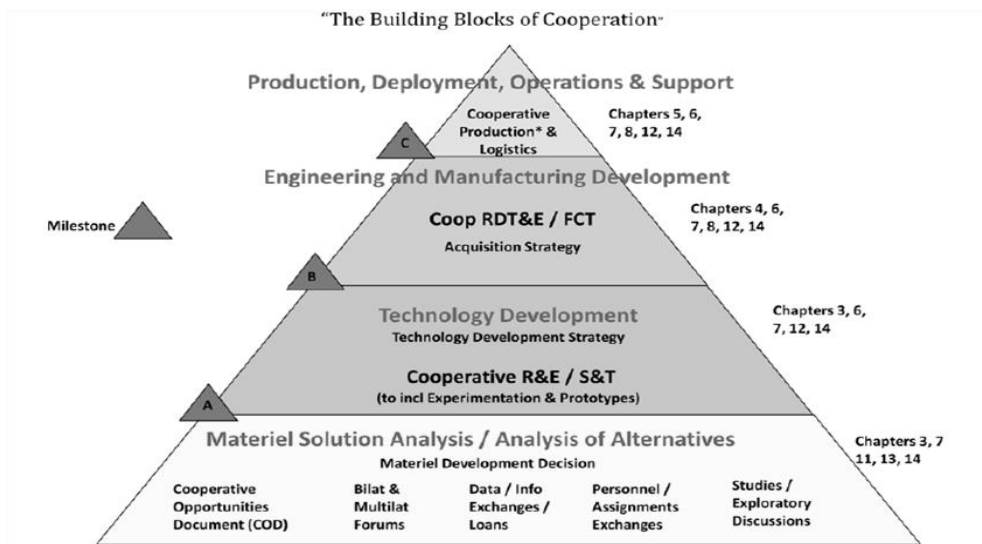 “The Building Blocks of Cooperation”
Production, Deployment, Operations & Support
Cooperative
Production* &
Logistics
Chapters 5, 6,
7, 8, 12, 14
C
Engineering and Manufacturing Development
Coop RDT&E / FCT
Acquisition Strategy
Chapters 4, 6,
7, 8, 12, 14
Milestone
B
Technology Development
Technology Development Strategy
Cooperative R&E / S&T
(to incl Experimentation & Prototypes)
Chapters 3, 6,
7, 12, 14
A
Materiel Solution Analysis / Analysis of Alternatives
Materiel Development Decision
Chapters 3, 7
11, 13, 14
Cooperative
Opportunities
Document (COD)
Bilat &
Multilat
Forums
Data / Info
Exchanges /
Loans
Personnel /
Assignments
Exchanges
Studies /
Exploratory
Discussions